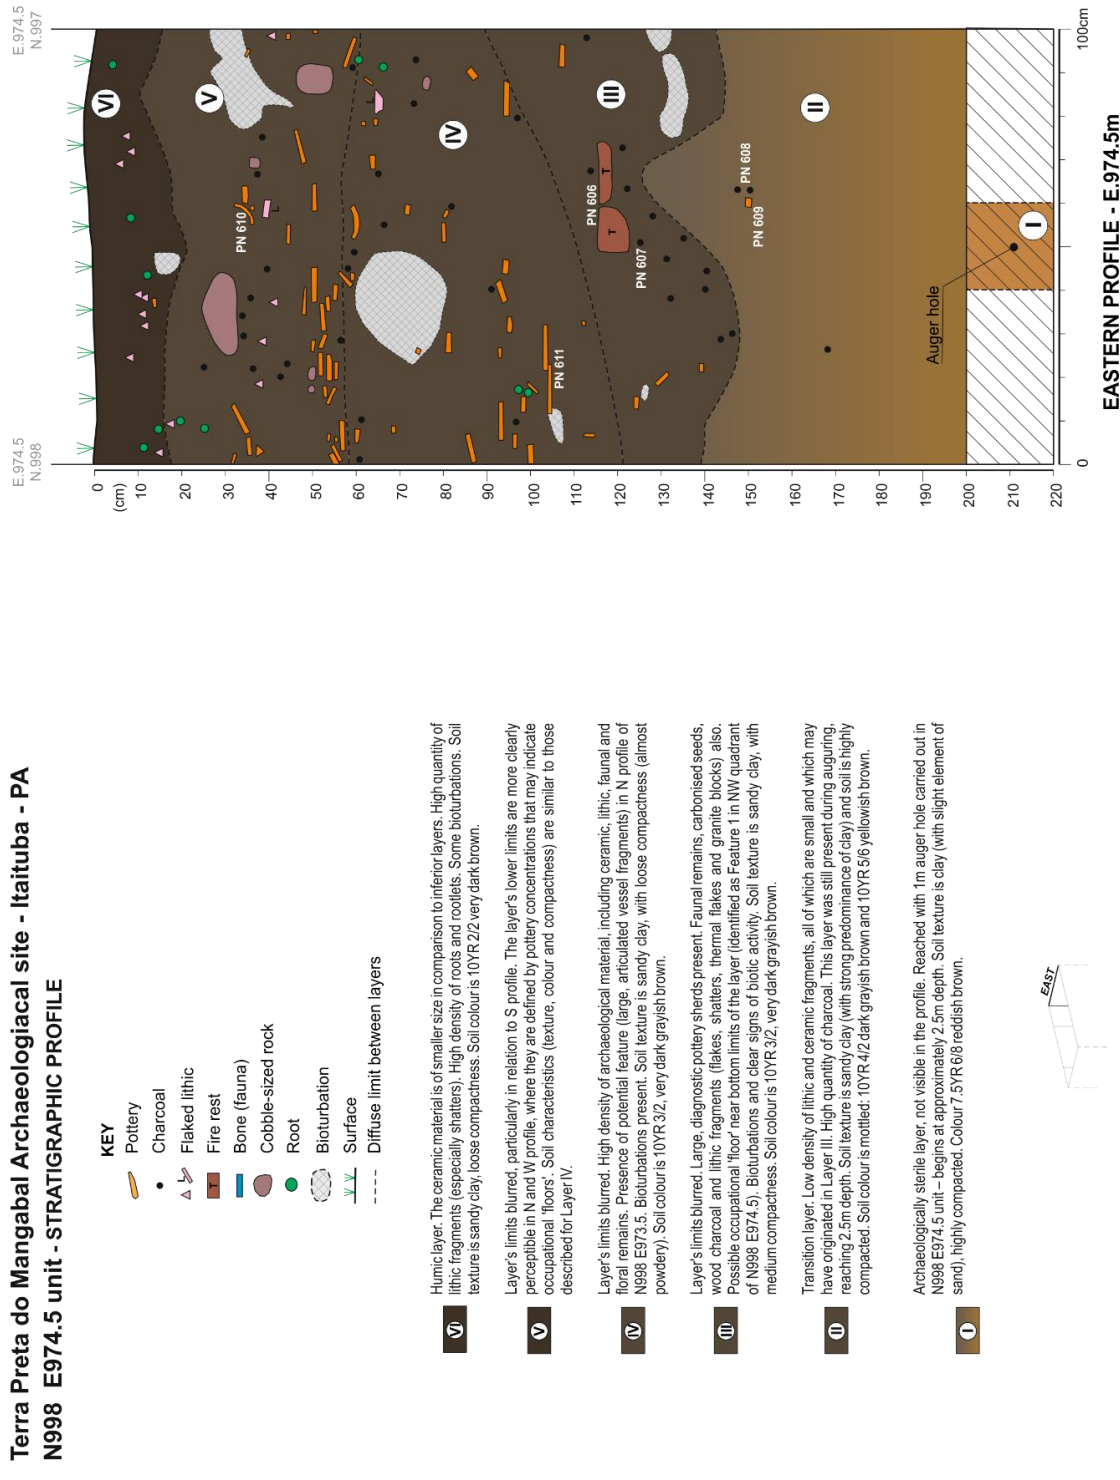 Terra Preta do Mangabal Archaeologiacal site - Itaituba - PA
N998 E974.5 unit - STRATIGRAPHIC PROFILE
KEY
Pottery
Charcoal
L
Flaked lithic
T
Fire rest
Bone (fauna)
Cobble-sized rock
Root
Bioturbation
Surface
Diffuse limit between layers
VI
Humic layer. The ceramic material is of smaller size in comparison to inferior layers. High quantity of
lithic fragments (especially shatters). High density of roots and rootlets. Some bioturbations. Soil
texture is sandy clay, loose compactness. Soil colour is 10YR 2/2 very dark brown.
V
Layer's limits blurred, particularly in relation to S profile. The layer's lower limits are more clearly
perceptible in N and W profile, where they are defined by pottery concentrations that may indicate
occupational 'floors'. Soil characteristics (texture, colour and compactness) are similar to those
described for Layer IV.
IV
Layer's limits blurred. High density of archaeological material, including ceramic, lithic, faunal and
floral remains. Presence of potential feature (large, articulated vessel fragments) in N profile of
N998 E973.5. Bioturbations present. Soil texture is sandy clay, with loose compactness (almost
powdery). Soil colour is 10YR 3/2, very dark grayish brown.
III
Layer's limits blurred. Large, diagnostic pottery sherds present. Faunal remains, carbonised seeds,
wood charcoal and lithic fragments (flakes, shatters, thermal flakes and granite blocks) also.
Possible occupational 'floor' near bottom limits of the layer (identified as Feature 1 in NW quadrant
of N998 E974.5). Bioturbations and clear signs of biotic activity. Soil texture is sandy clay, with
medium compactness. Soil colour is 10YR 3/2, very dark grayish brown.
II
Transition layer. Low density of lithic and ceramic fragments, all of which are small and which may
have originated in Layer III. High quantity of charcoal. This layer was still present during auguring,
reaching 2.5m depth. Soil texture is sandy clay (with strong predominance of clay) and soil is highly
compacted. Soil colour is mottled: 10YR 4/2 dark grayish brown and 10YR 5/6 yellowish brown.
I
Archaeologically sterile layer, not visible in the profile. Reached with 1m auger hole carried out in
N998 E974.5 unit – begins at approximately 2.5m depth. Soil texture is clay (with slight element of
sand), highly compacted. Colour 7.5YR 6/8 reddish brown.
EAST
E.974.5
N.998
E.974.5
N.997
0
(cm)
10
20
30
40
50
60
70
80
90
100
110
120
130
140
150
160
170
180
190
200
210
220
VI
V
PN 610
L
L
IV
PN 611
III
PN 606
T
T
PN 607
PN 608
PN 609
II
Auger hole
I
0
100cm
EASTERN PROFILE - E.974.5m